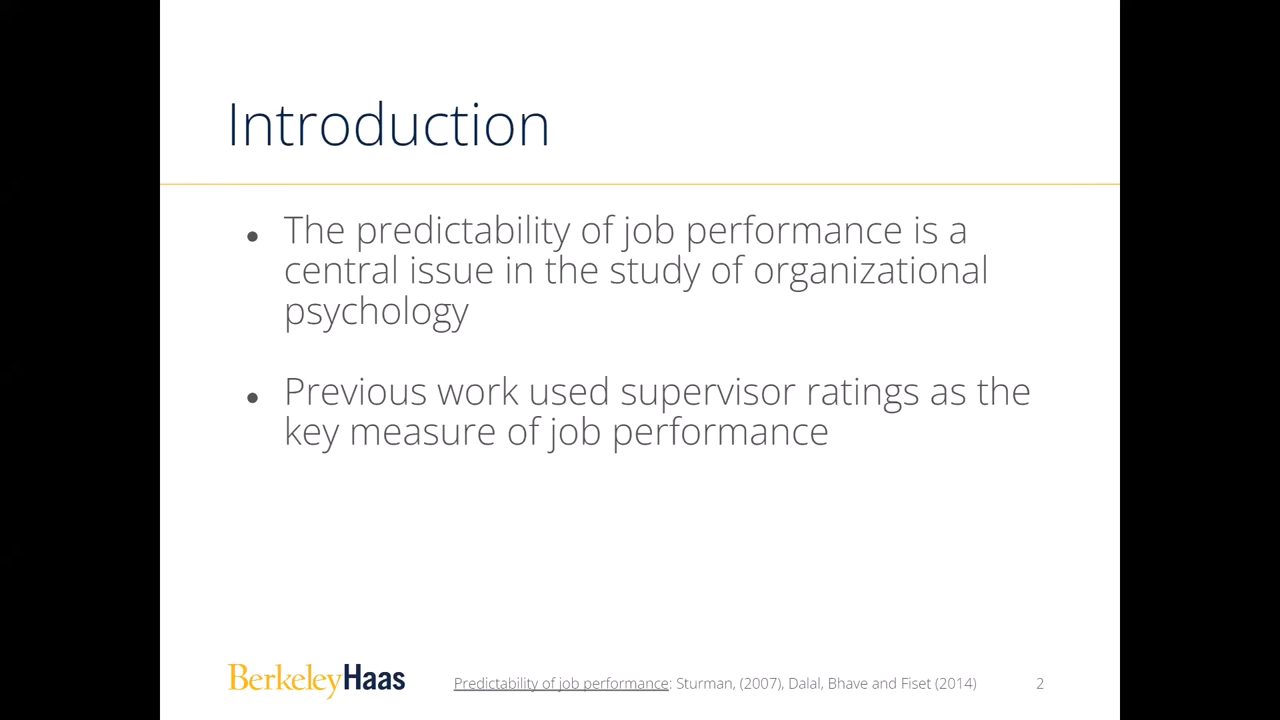 Introduction
● The predictability of job performance is a
central issue in the study of organizational
psychology
● Previous work used supervisor ratings as the
key measure of job performance
BerkeleyHaas
Predictability of job performance: Sturman, (2007), Dalal, Bhave and Fiset (2014)
2